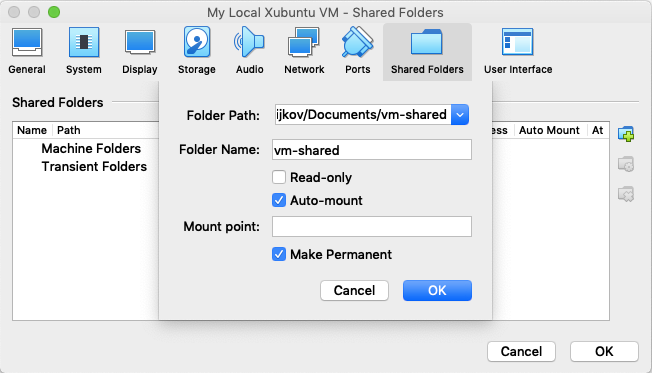 My Local Xubuntu VM - Shared Folders
General System Display Storage Audio Network Ports Shared Folders User Interface
Shared Folders
Name Path Auto Mount At
Machine Folders
Transient Folders
Folder Path: ijkov/Documents/vm-shared
Folder Name: vm-shared
Read-only
Auto-mount
Mount point:
Make Permanent
Cancel OK
Cancel OK